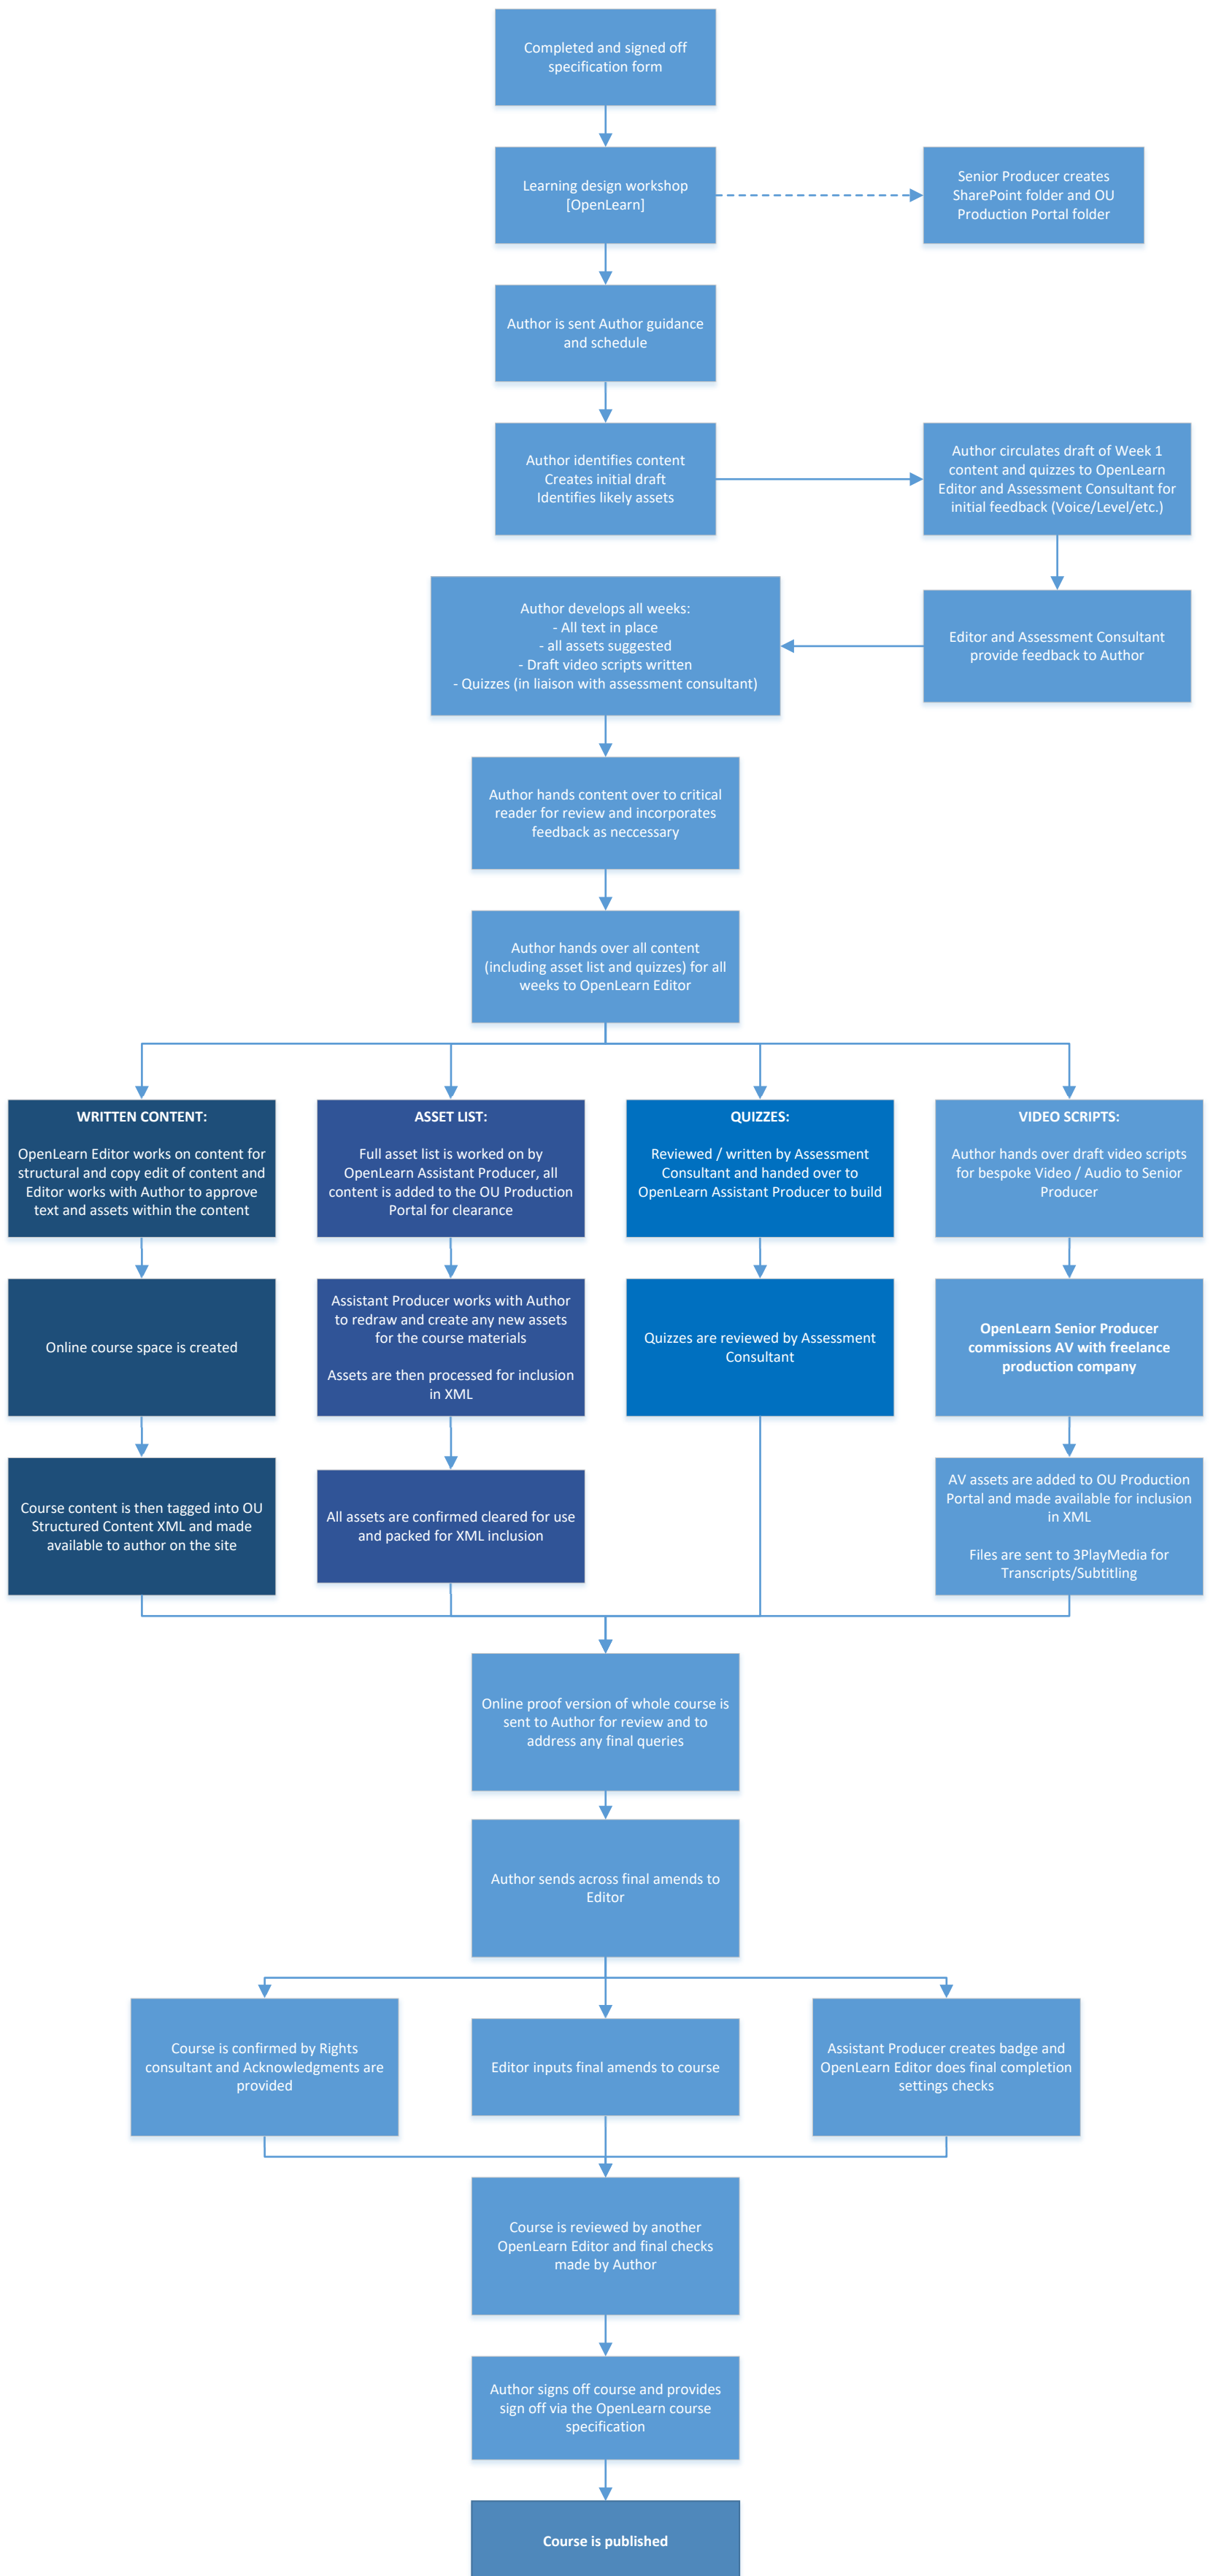 Completed and signed off
specification form
Learning design workshop
[OpenLearn]
Senior Producer creates
SharePoint folder and OU
Production Portal folder
Author is sent Author guidance
and schedule
Author identifies content
Creates initial draft
Identifies likely assets
Author circulates draft of Week 1
content and quizzes to OpenLearn
Editor and Assessment Consultant for
initial feedback (Voice/Level/etc.)
Editor and Assessment Consultant
provide feedback to Author
Author develops all weeks:
- All text in place
- all assets suggested
- Draft video scripts written
- Quizzes (in liaison with assessment consultant)
Author hands content over to critical
reader for review and incorporates
feedback as neccessary
Author hands over all content
(including asset list and quizzes) for all
weeks to OpenLearn Editor
WRITTEN CONTENT:
OpenLearn Editor works on content for
structural and copy edit of content and
Editor works with Author to approve
text and assets within the content
ASSET LIST:
Full asset list is worked on by
OpenLearn Assistant Producer, all
content is added to the OU Production
Portal for clearance
QUIZZES:
Reviewed / written by Assessment
Consultant and handed over to
OpenLearn Assistant Producer to build
VIDEO SCRIPTS:
Author hands over draft video scripts
for bespoke Video / Audio to Senior
Producer
Online course space is created
Assistant Producer works with Author
to redraw and create any new assets
for the course materials
Assets are then processed for inclusion
in XML
Quizzes are reviewed by Assessment
Consultant
OpenLearn Senior Producer
commissions AV with freelance
production company
Course content is then tagged into OU
Structured Content XML and made
available to author on the site
All assets are confirmed cleared for use
and packed for XML inclusion
AV assets are added to OU Production
Portal and made available for inclusion
in XML
Files are sent to 3PlayMedia for
Transcripts/Subtitling
Online proof version of whole course is
sent to Author for review and to
address any final queries
Author sends across final amends to
Editor
Course is confirmed by Rights
consultant and Acknowledgments are
provided
Editor inputs final amends to course
Assistant Producer creates badge and
OpenLearn Editor does final completion
settings checks
Course is reviewed by another
OpenLearn Editor and final checks
made by Author
Author signs off course and provides
sign off via the OpenLearn course
specification
Course is published